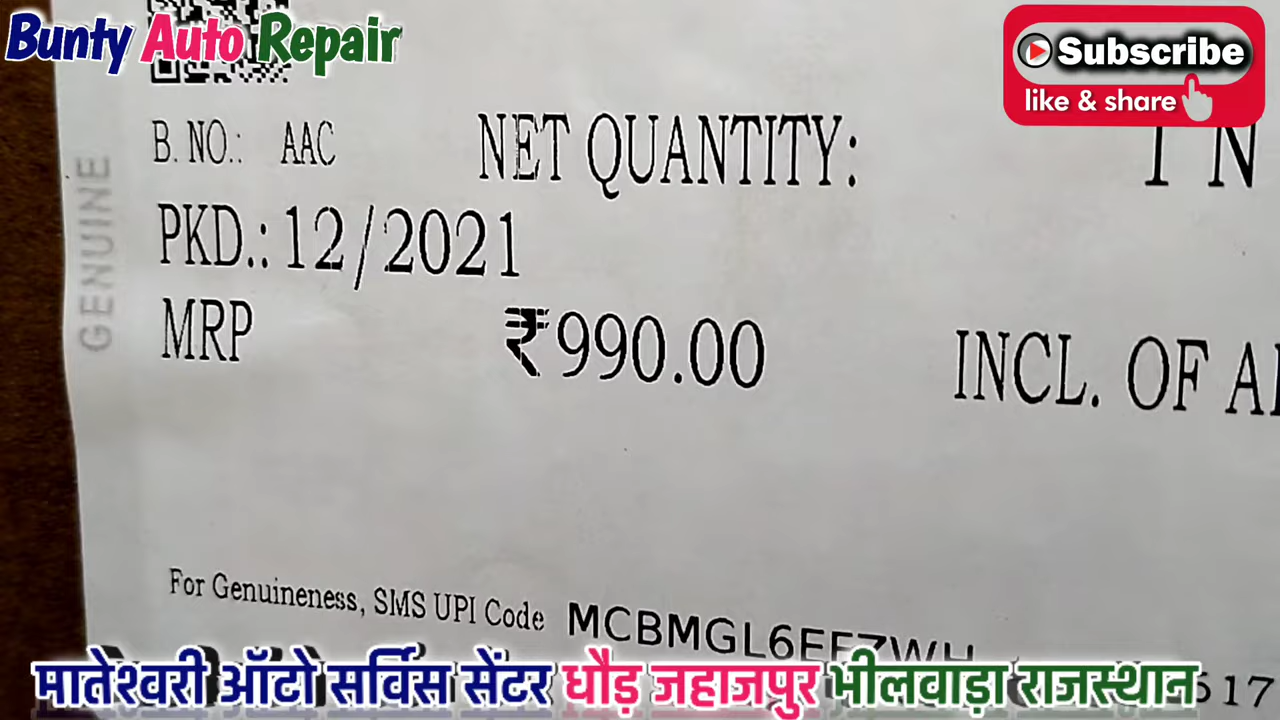 Bunty Auto Repair
Subscribe
like & share
B. NO.: AAC
NET QUANTITY: 1 N
PKD.: 12/2021
MRP ₹990.00 INCL. OF
GENUINE
For Genuineness, SMS UPI Code
मातेश्वरी ऑटो सर्विस सेंटर धौड़ जहाजपुर भीलवाड़ा राजस्थान